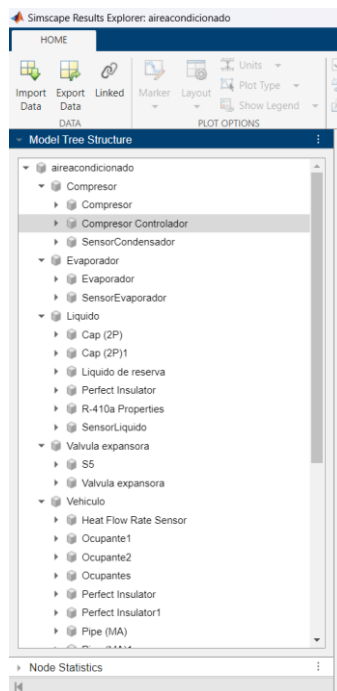 Simscape Results Explorer: aireacondicionado
HOME
Import Data
Export Data
Linked
Marker
Layout
Units
Plot Type
Show Legend
DATA
PLOT OPTIONS
Model Tree Structure
aireacondicionado
Compresor
Compresor
Compresor Controlador
SensorCondensador
Evaporador
Evaporador
SensorEvaporador
Liquido
Cap (2P)
Cap (2P)1
Liquido de reserva
Perfect Insulator
R-410a Properties
SensorLiquido
Valvula expansora
S5
Valvula expansora
Vehiculo
Heat Flow Rate Sensor
Ocupante1
Ocupante2
Ocupantes
Perfect Insulator
Perfect Insulator1
Pipe (MA)
Node Statistics